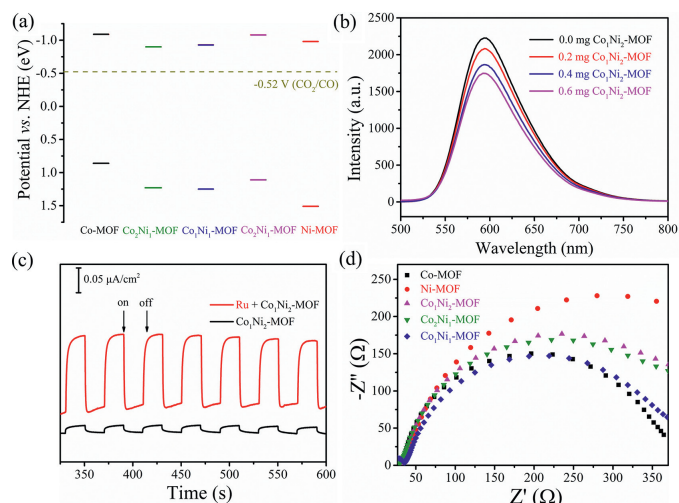 (a)
Potential vs. NHE (eV)
-1.0
-0.5
0.0
0.5
1.0
1.5
-0.52 V (CO₂/CO)
Co-MOF Co₂Ni₁-MOF Co₁Ni₁-MOF Co₂Ni₁-MOF Ni-MOF
(b)
Intensity (a.u.)
2500
2000
1500
1000
500
0
0.0 mg Co₁Ni₂-MOF
0.2 mg Co₁Ni₂-MOF
0.4 mg Co₁Ni₂-MOF
0.6 mg Co₁Ni₂-MOF
500 550 600 650 700 750 800
Wavelength (nm)
(c)
0.05 μA/cm²
on off
Ru + Co₁Ni₂-MOF
Co₁Ni₂-MOF
350 400 450 500 550 600
Time (s)
(d)
-Z'' (Ω)
250
200
150
100
50
0
Co-MOF
Ni-MOF
Co₁Ni₂-MOF
Co₂Ni₁-MOF
Co₁Ni₁-MOF
50 100 150 200 250 300 350
Z' (Ω)